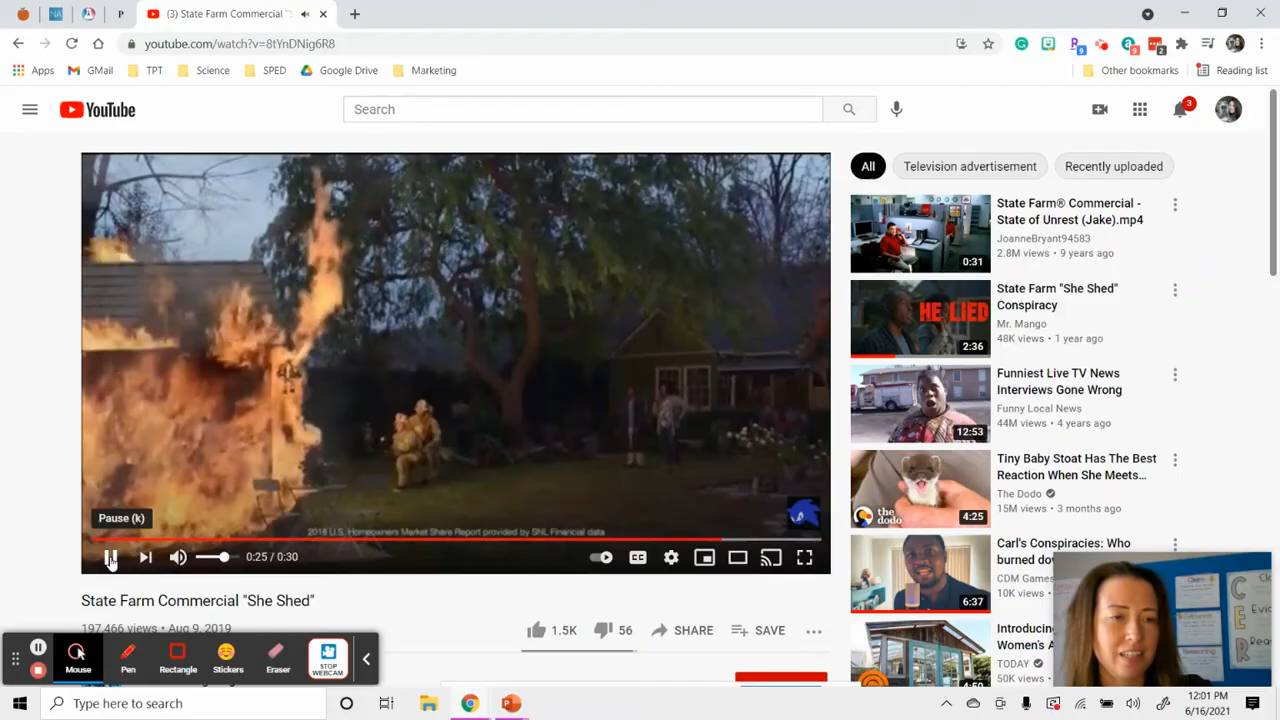 (3) State Farm Commercial "S
youtube.com/watch?v=8tYnDNig6R8
9
9
2
Apps
GMail
TPT
Science
SPED
Google Drive
Marketing
Other bookmarks
Reading list
YouTube
Search
3
All
Television advertisement
Recently uploaded
State Farm® Commercial -
State of Unrest (Jake).mp4
JoanneBryant94583
2.8M views • 9 years ago
0:31
State Farm "She Shed"
Conspiracy
Mr. Mango
48K views • 1 year ago
HE LIED
2:36
Funniest Live TV News
Interviews Gone Wrong
Funny Local News
44M views • 4 years ago
12:53
Tiny Baby Stoat Has The Best
Reaction When She Meets...
The Dodo
15M views • 3 months ago
the dodo
4:25
Carl's Conspiracies: Who
burned do
CDM Games
10K views
6:37
Introducin
Women's A
TODAY
50K views
Pause (k)
2018 U.S. Homeowners Market Share Report provided by SNL Financial data
0:25 / 0:30
CC
State Farm Commercial "She Shed"
197,466 views • Aug 9, 2019
1.5K
56
SHARE
SAVE
Mouse
Pen
Rectangle
Stickers
Eraser
STOP
WEBCAM
Claim
C
Evidence
E
R
Type here to search
12:01 PM
6/16/2021